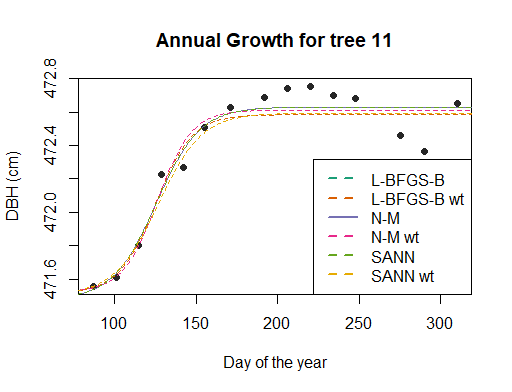 Annual Growth for tree 11
DBH (cm)
472.8
472.4
472.0
471.6
L-BFGS-B
L-BFGS-B wt
N-M
N-M wt
SANN
SANN wt
100 150 200 250 300
Day of the year